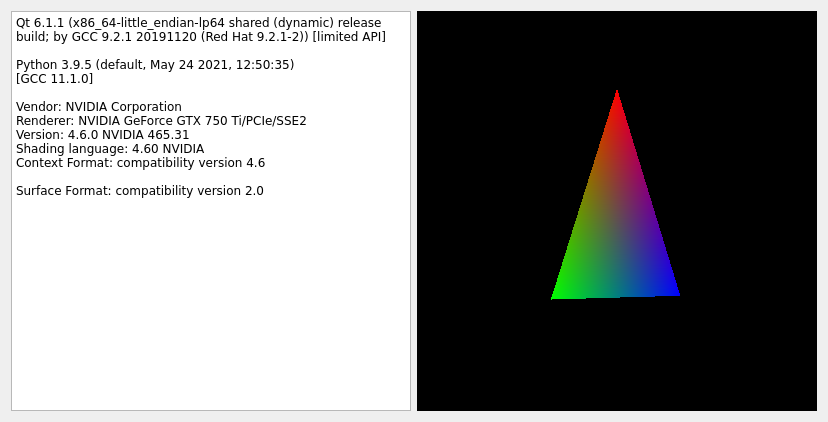 Qt 6.1.1 (x86_64-little_endian-lp64 shared (dynamic) release
build; by GCC 9.2.1 20191120 (Red Hat 9.2.1-2)) [limited API]
Python 3.9.5 (default, May 24 2021, 12:50:35)
[GCC 11.1.0]
Vendor: NVIDIA Corporation
Renderer: NVIDIA GeForce GTX 750 Ti/PCIe/SSE2
Version: 4.6.0 NVIDIA 465.31
Shading language: 4.60 NVIDIA
Context Format: compatibility version 4.6
Surface Format: compatibility version 2.0